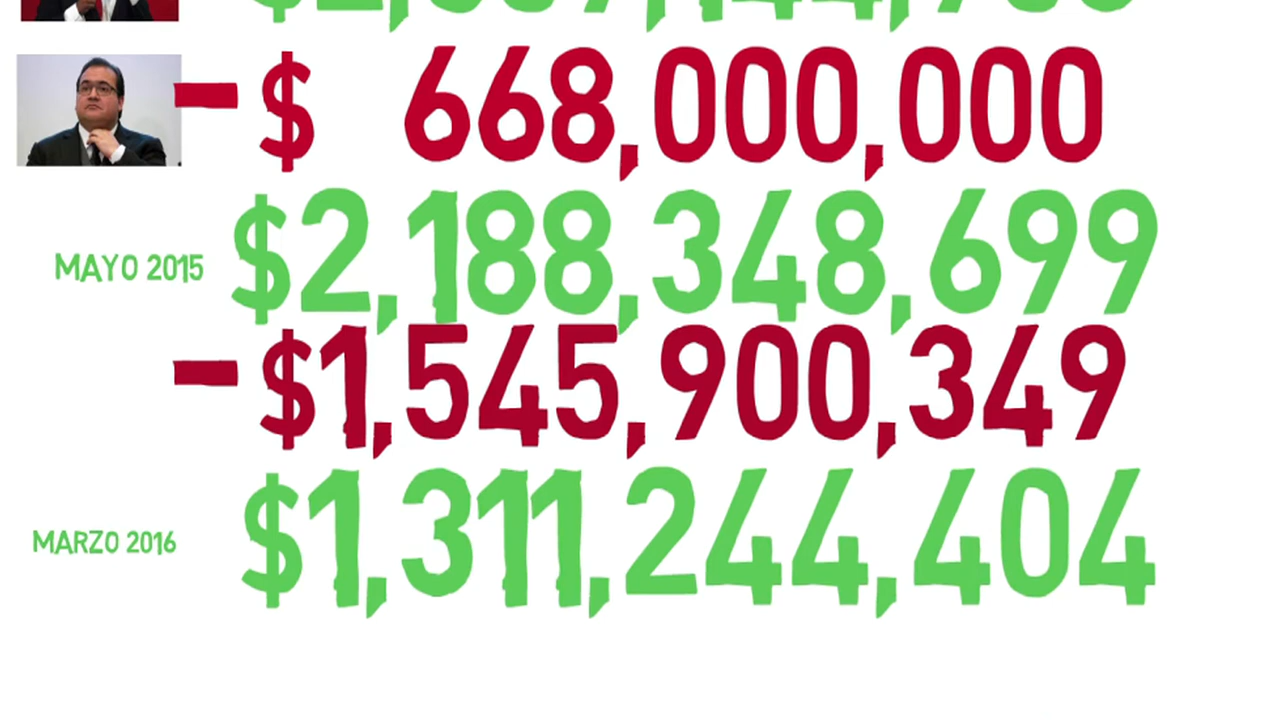 -$ 668,000,000
MAYO 2015 $2,188,348,699
-$1,545,900,349
MARZO 2016 $1,311,244,404